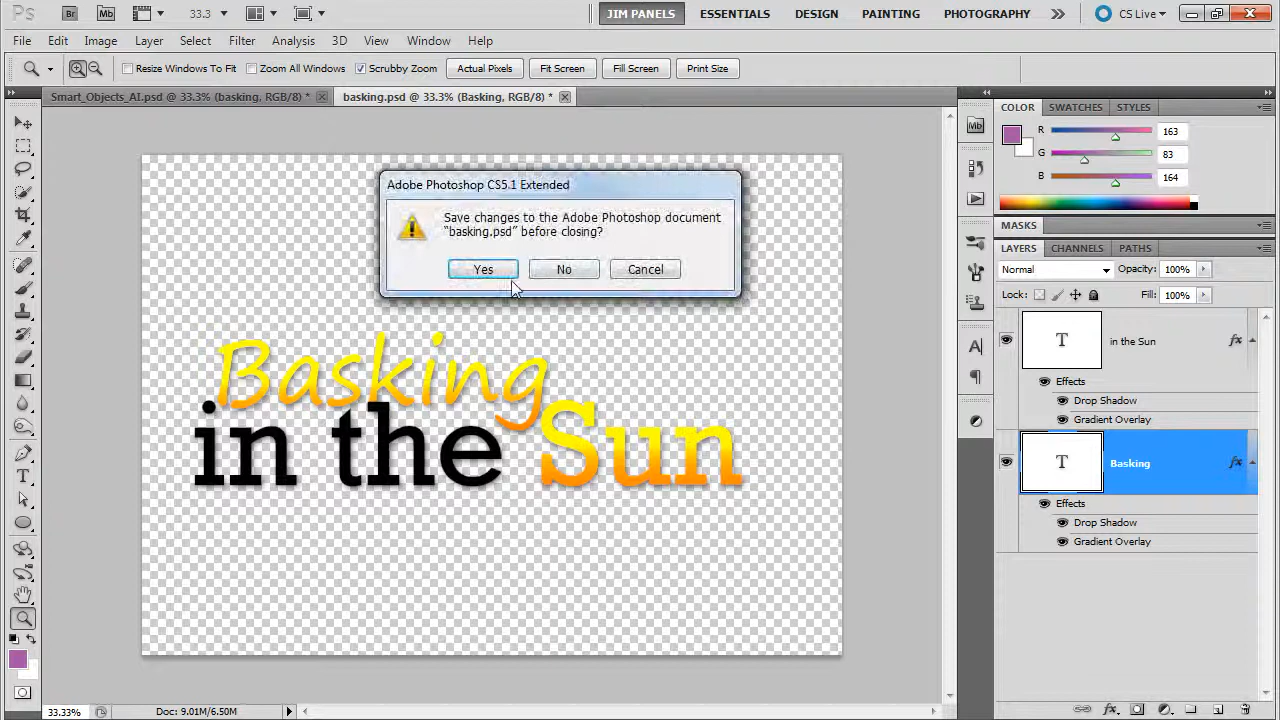 Ps Br Mb 33.3 JIM PANELS ESSENTIALS DESIGN PAINTING PHOTOGRAPHY CS Live
File Edit Image Layer Select Filter Analysis 3D View Window Help
Resize Windows To Fit Zoom All Windows Scrubby Zoom Actual Pixels Fit Screen Fill Screen Print Size
Smart_Objects_AI.psd @ 33.3% (basking, RGB/8) * basking.psd @ 33.3% (Basking, RGB/8) *
Adobe Photoshop CS5.1 Extended
Save changes to the Adobe Photoshop document
“basking.psd” before closing?
Yes No Cancel
Basking
in the Sun
Mb
COLOR SWATCHES STYLES
R 163
G 83
B 164
MASKS
LAYERS CHANNELS PATHS
Normal Opacity: 100%
Lock: Fill: 100%
T in the Sun fx
Effects
Drop Shadow
Gradient Overlay
T Basking fx
Effects
Drop Shadow
Gradient Overlay
33.33% Doc: 9.01M/6.50M